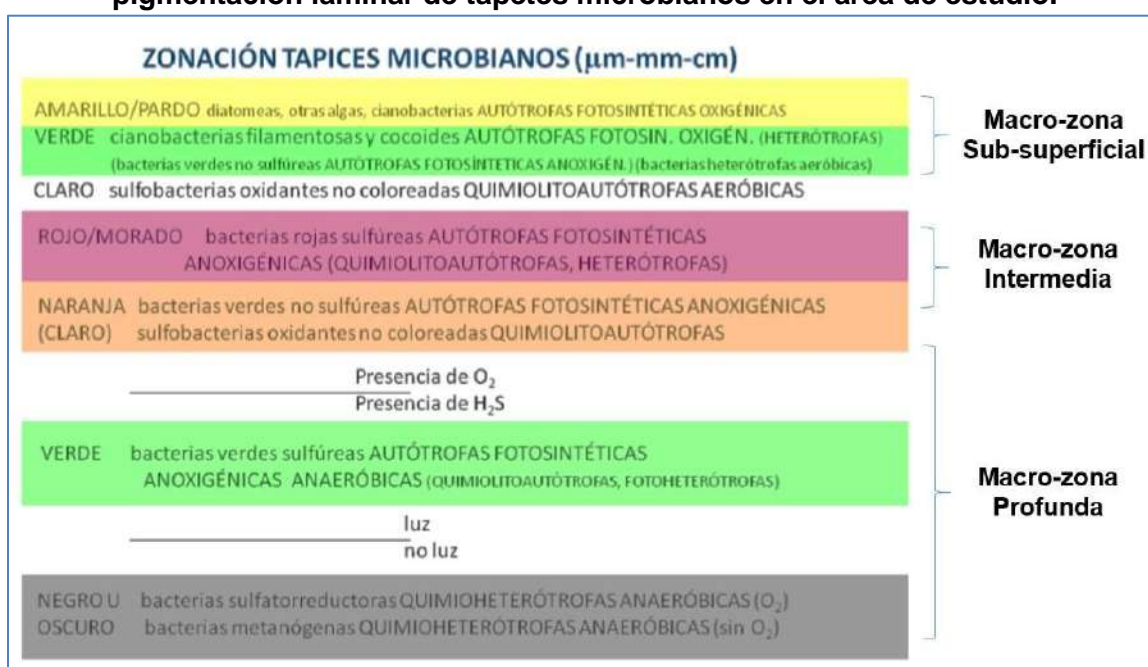 pigmentación laminar de tapetes microbianos en el área de estudio.
ZONACIÓN TAPICES MICROBIANOS (μm-mm-cm)
AMARILLO/PARDO diatomeas, otras algas, cianobacterias AUTÓTROFAS FOTOSINTÉTICAS OXIGÉNICAS
VERDE cianobacterias filamentosas y cocoides AUTÓTROFAS FOTOSIN. OXIGÉN. (HETERÓTROFAS)
(bacterias verdes no sulfúreas AUTÓTROFAS FOTOSÍNTETICAS ANOXIGÉN.) (bacterias heterótrofas aeróbicas)
CLARO sulfobacterias oxidantes no coloreadas QUIMIOLITOAUTÓTROFAS AERÓBICAS
Macro-zona
Sub-superficial
ROJO/MORADO bacterias rojas sulfúreas AUTÓTROFAS FOTOSINTÉTICAS
ANOXIGÉNICAS (QUIMIOLITOAUTÓTROFAS, HETERÓTROFAS)
NARANJA bacterias verdes no sulfúreas AUTÓTROFAS FOTOSINTÉTICAS ANOXIGÉNICAS
(CLARO) sulfobacterias oxidantes no coloreadas QUIMIOLITOAUTÓTROFAS
Macro-zona
Intermedia
Presencia de O₂
Presencia de H₂S
VERDE bacterias verdes sulfúreas AUTÓTROFAS FOTOSINTÉTICAS
ANOXIGÉNICAS ANAERÓBICAS (QUIMIOLITOAUTÓTROFAS, FOTOHETERÓTROFAS)
luz
no luz
NEGRO U bacterias sulfatorreductoras QUIMIOHETERÓTROFAS ANAERÓBICAS (O₂)
OSCURO bacterias metanógenas QUIMIOHETERÓTROFAS ANAERÓBICAS (sin O₂)
Macro-zona
Profunda